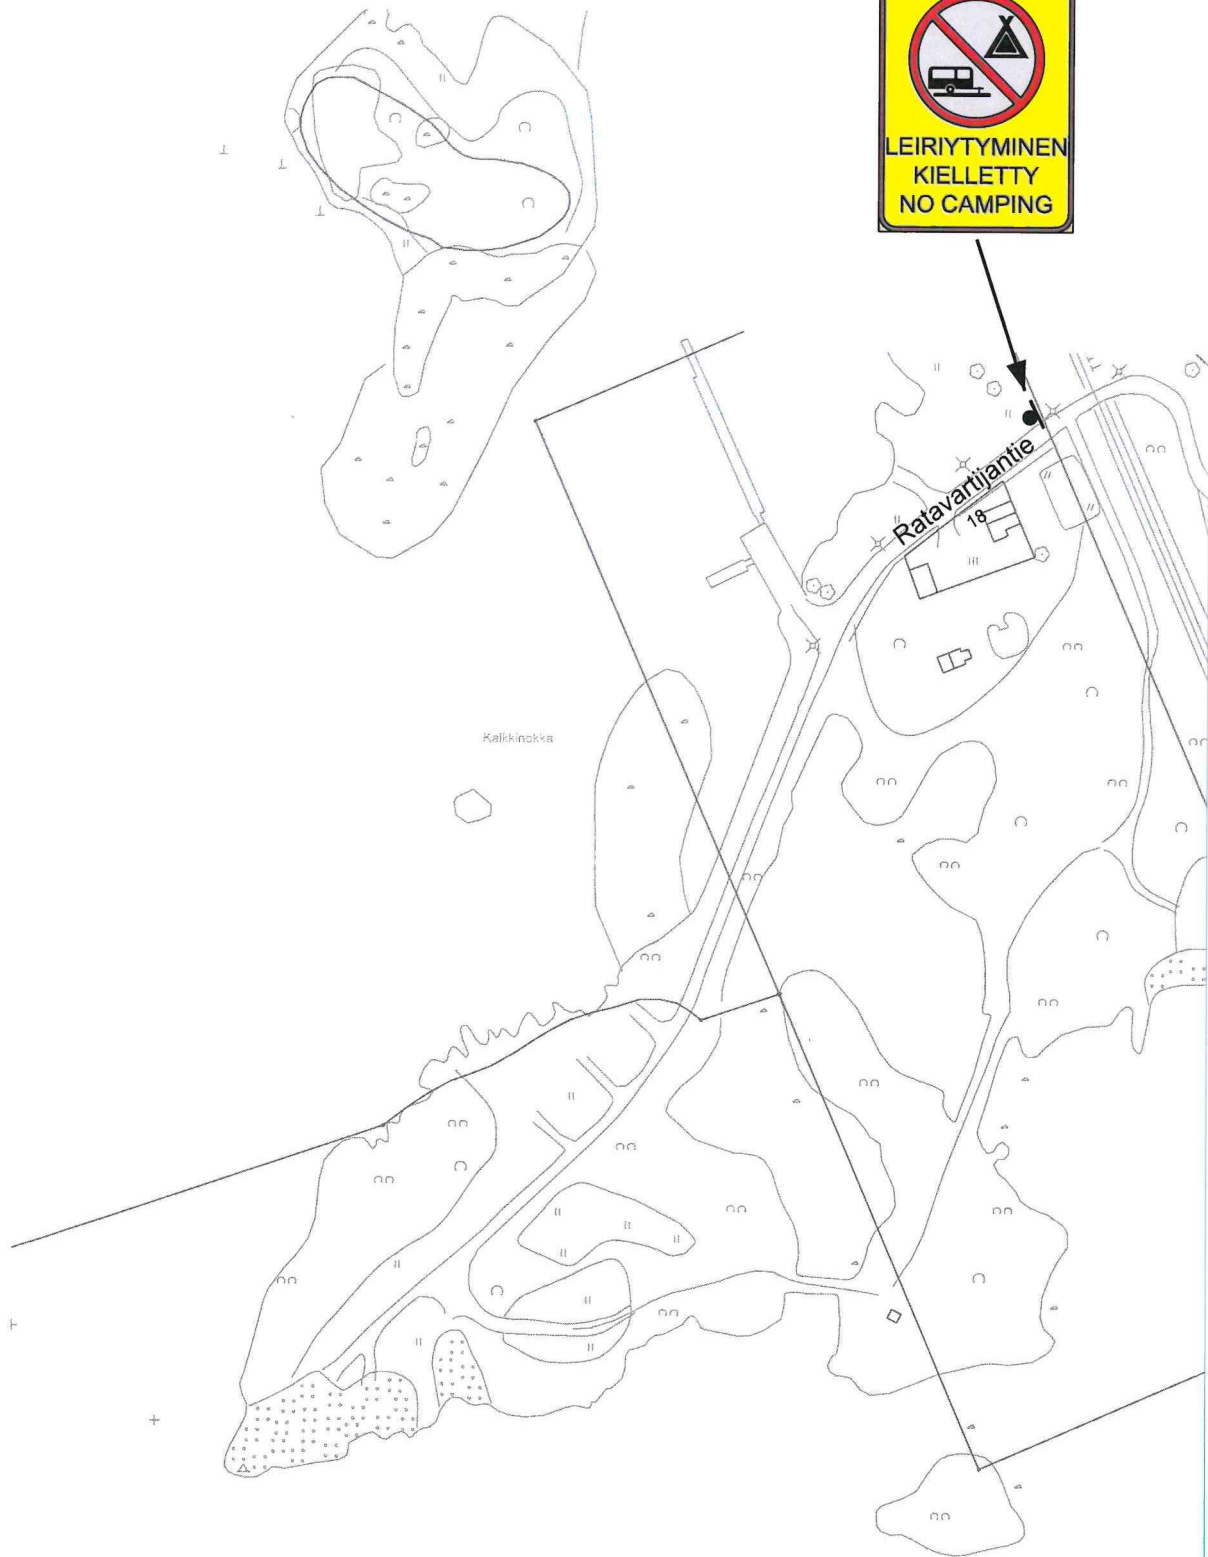 LEIRIYTYMINEN
KIELLETTY
NO CAMPING
Ratavartijantie
18
Kalkkinokka